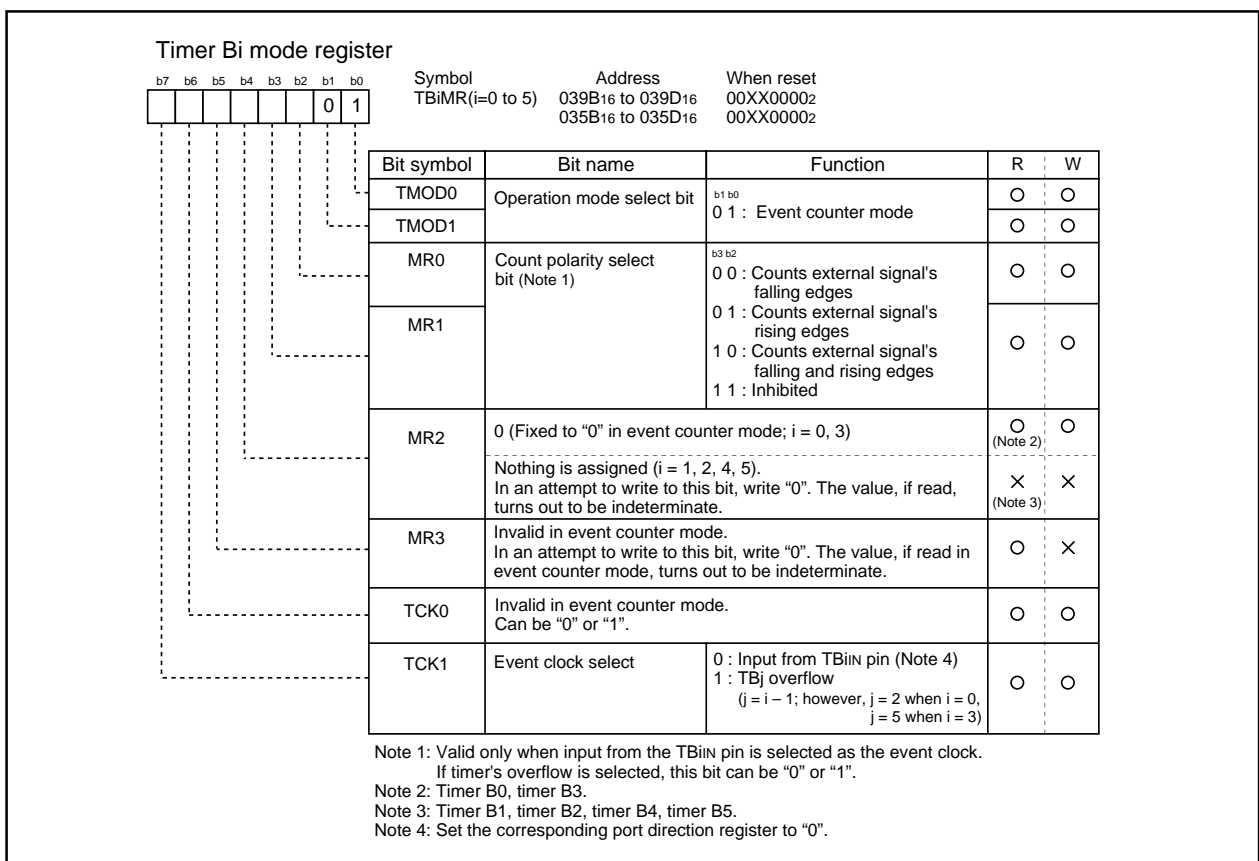 Timer Bi mode register
b7 b6 b5 b4 b3 b2 b1 b0
0 1
Symbol Address When reset
TBiMR(i=0 to 5) 039B16 to 039D16 00XX00002
035B16 to 035D16 00XX00002
Bit symbol Bit name Function R W
TMOD0 Operation mode select bit b1 b0
0 1 : Event counter mode
TMOD1
MR0 Count polarity select
bit (Note 1)
b3 b2
0 0 : Counts external signal's
falling edges
0 1 : Counts external signal's
rising edges
1 0 : Counts external signal's
falling and rising edges
1 1 : Inhibited
MR1
MR2 0 (Fixed to “0” in event counter mode; i = 0, 3)
(Note 2)
Nothing is assigned (i = 1, 2, 4, 5).
In an attempt to write to this bit, write “0”. The value, if read,
turns out to be indeterminate.
(Note 3)
MR3 Invalid in event counter mode.
In an attempt to write to this bit, write “0”. The value, if read in
event counter mode, turns out to be indeterminate.
TCK0 Invalid in event counter mode.
Can be “0” or “1”.
TCK1 Event clock select 0 : Input from TBiIN pin (Note 4)
1 : TBj overflow
(j = i – 1; however, j = 2 when i = 0,
j = 5 when i = 3)
Note 1: Valid only when input from the TBiIN pin is selected as the event clock.
If timer's overflow is selected, this bit can be “0” or “1”.
Note 2: Timer B0, timer B3.
Note 3: Timer B1, timer B2, timer B4, timer B5.
Note 4: Set the corresponding port direction register to “0”.